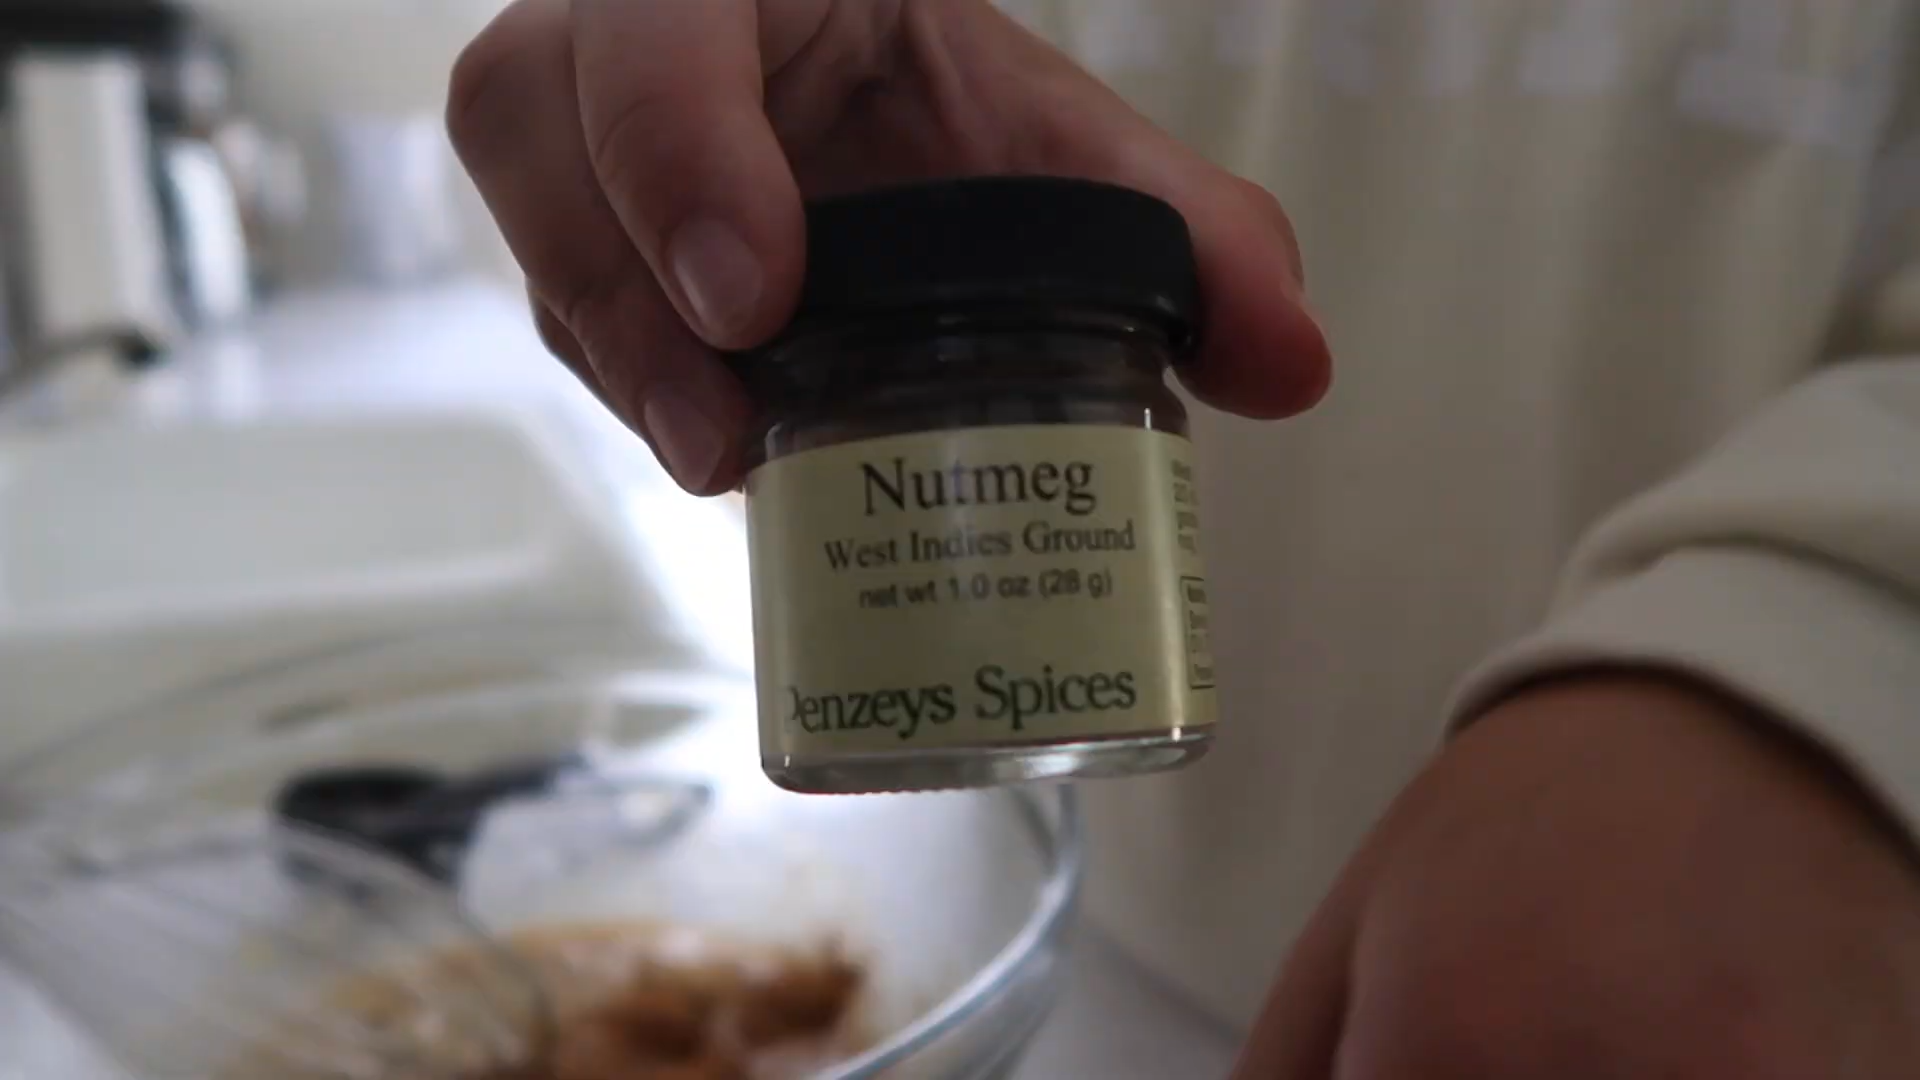 Nutmeg
West Indies Ground
net wt 1.0 oz (28 g)
Penzeys Spices